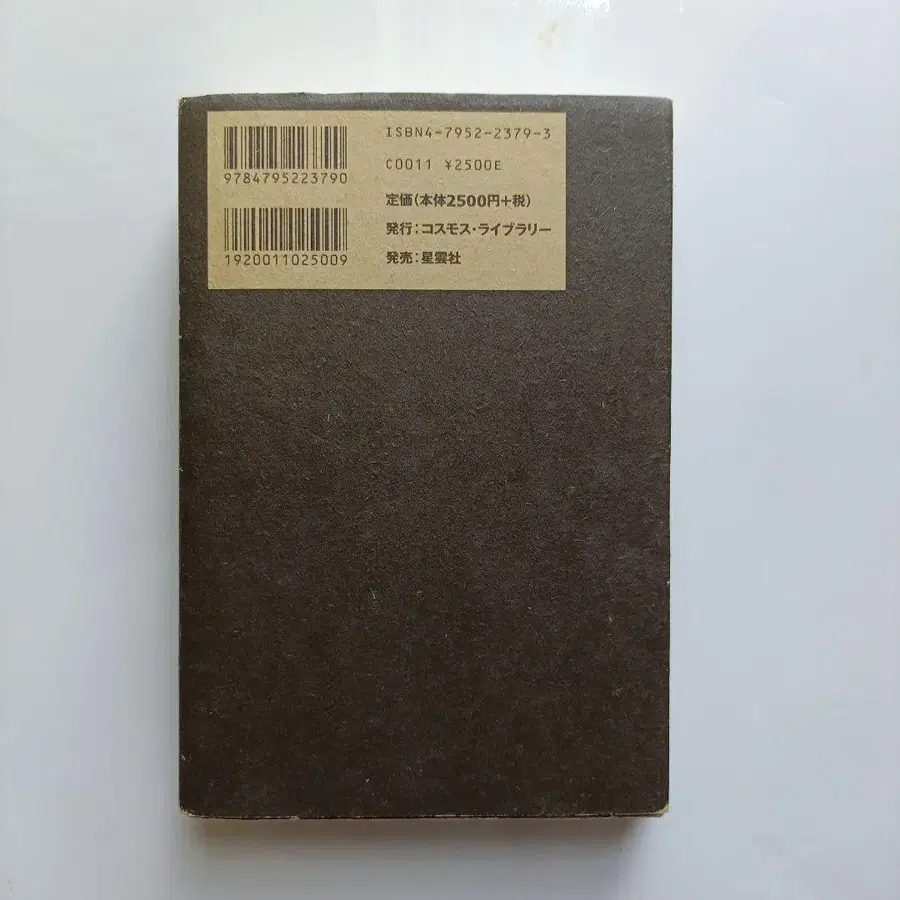 ISBN4-7952-2379-3
C0011 ¥2500E
9784795223790
定価(本体2500円+税)
発行:コスモス・ライブラリー
発売:星雲社
1920011025009